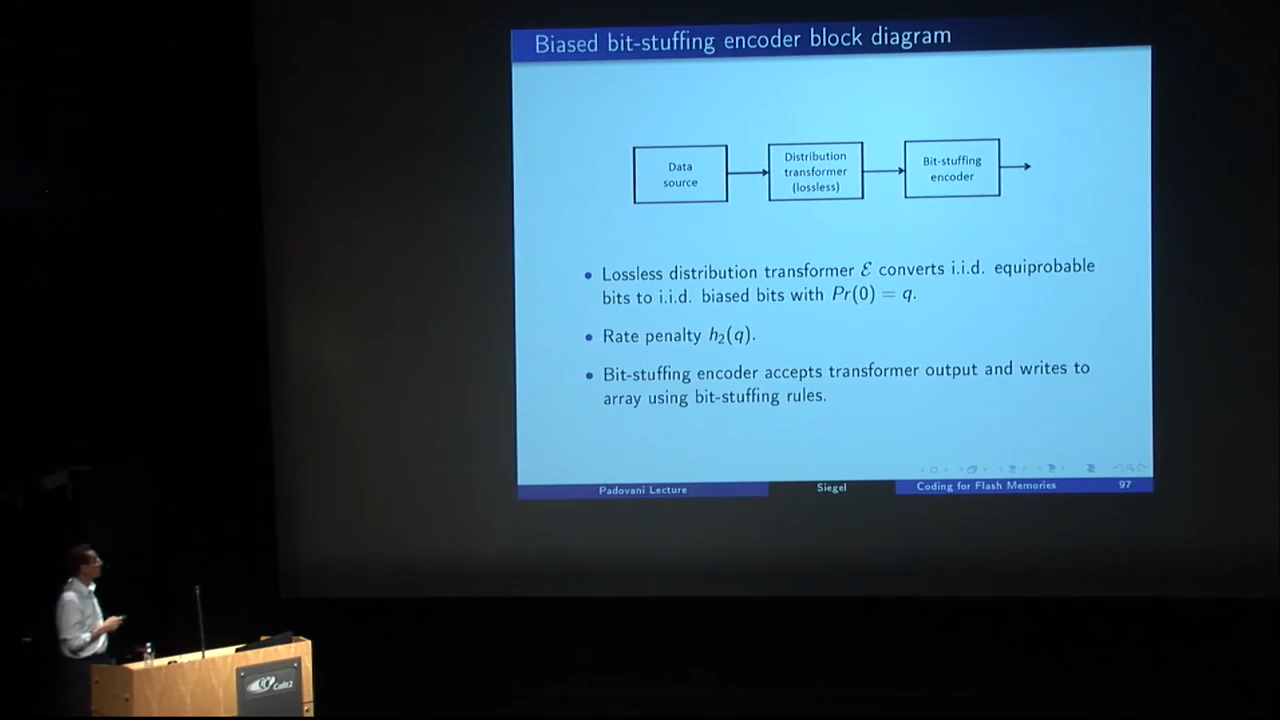 Biased bit-stuffing encoder block diagram
Data
source
Distribution
transformer
(lossless)
Bit-stuffing
encoder
• Lossless distribution transformer ℰ converts i.i.d. equiprobable
bits to i.i.d. biased bits with Pr(0) = q.
• Rate penalty h₂(q).
• Bit-stuffing encoder accepts transformer output and writes to
array using bit-stuffing rules.
Padovani Lecture
Siegel
Coding for Flash Memories
97
Calit2